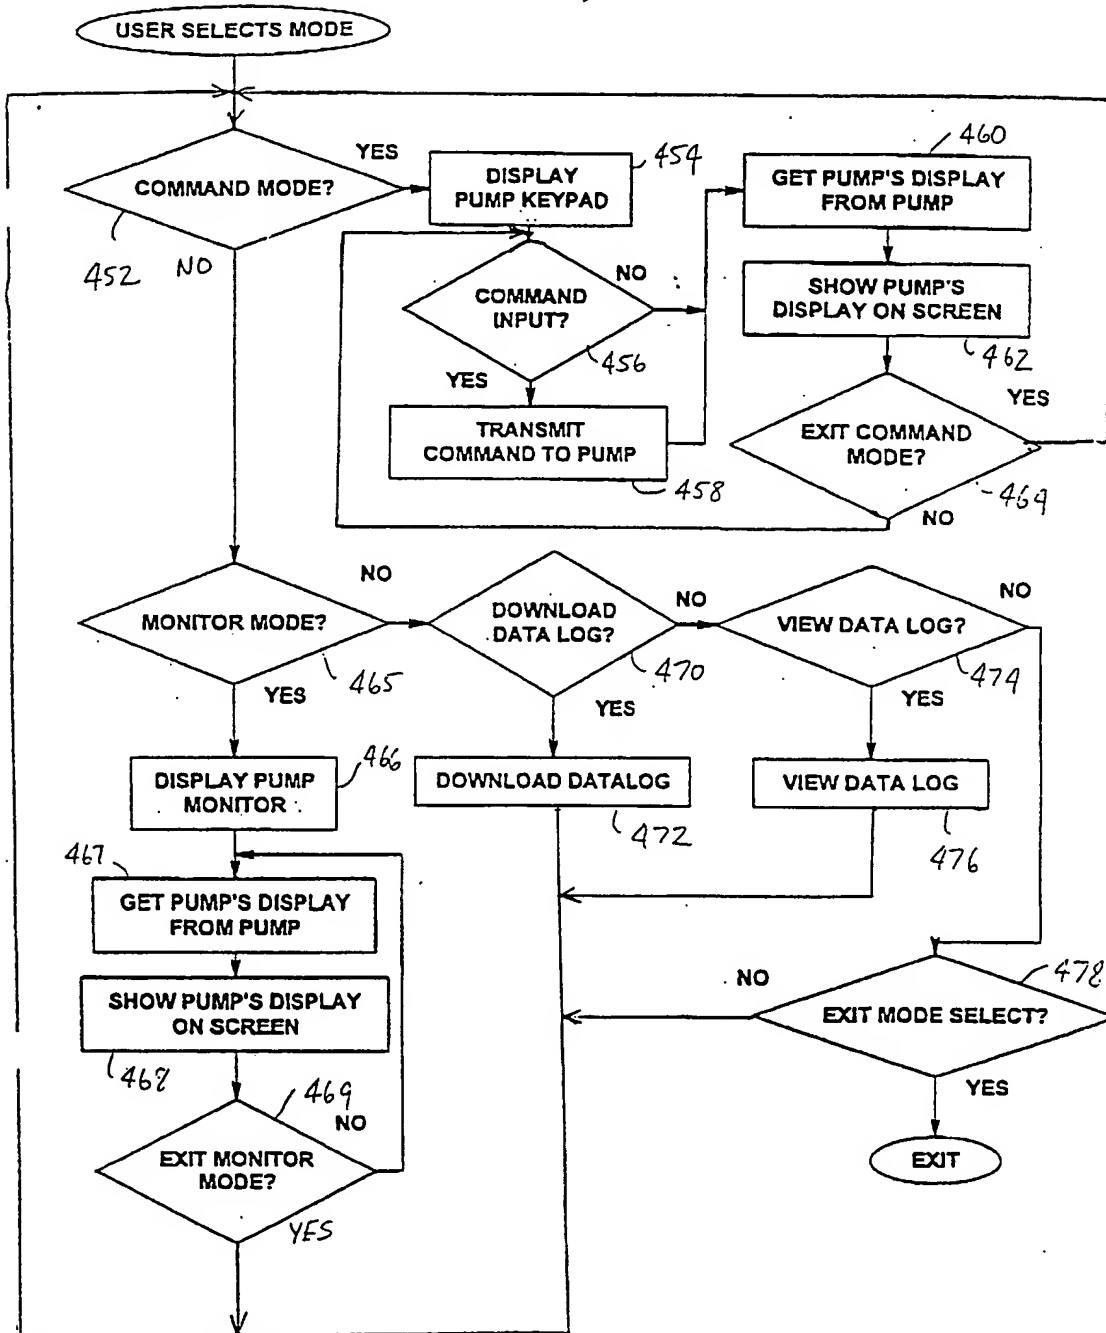 USER SELECTS MODE
YES
COMMAND MODE?
452
NO
DISPLAY
PUMP KEYPAD
454
COMMAND
INPUT?
NO
456
YES
TRANSMIT
COMMAND TO PUMP
458
460
GET PUMP'S DISPLAY
FROM PUMP
SHOW PUMP'S
DISPLAY ON SCREEN
462
YES
EXIT COMMAND
MODE?
464
NO
MONITOR MODE?
NO
465
YES
DOWNLOAD
DATA LOG?
NO
470
YES
VIEW DATA LOG?
NO
474
YES
DISPLAY PUMP
MONITOR
466
DOWNLOAD DATALOG
472
VIEW DATA LOG
476
467
GET PUMP'S DISPLAY
FROM PUMP
SHOW PUMP'S DISPLAY
ON SCREEN
468
469
NO
EXIT MONITOR
MODE?
YES
NO
478
EXIT MODE SELECT?
YES
EXIT